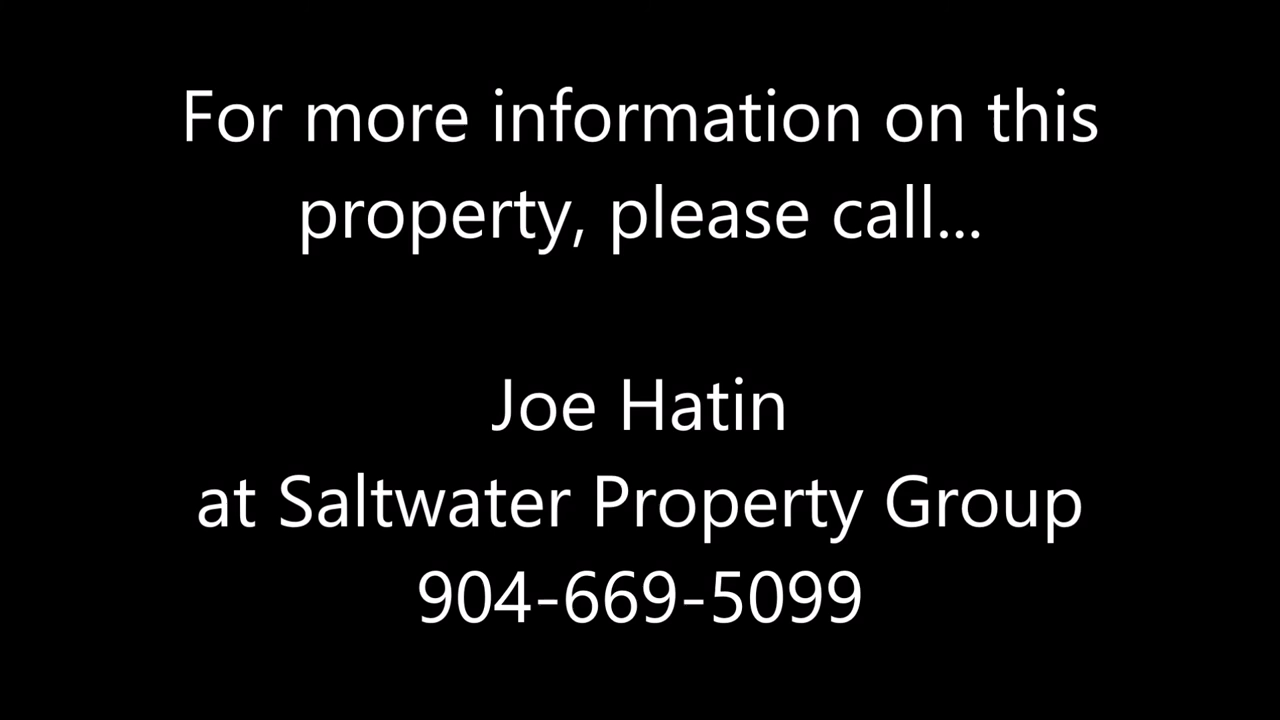 For more information on this
property, please call...
Joe Hatin
at Saltwater Property Group
904-669-5099